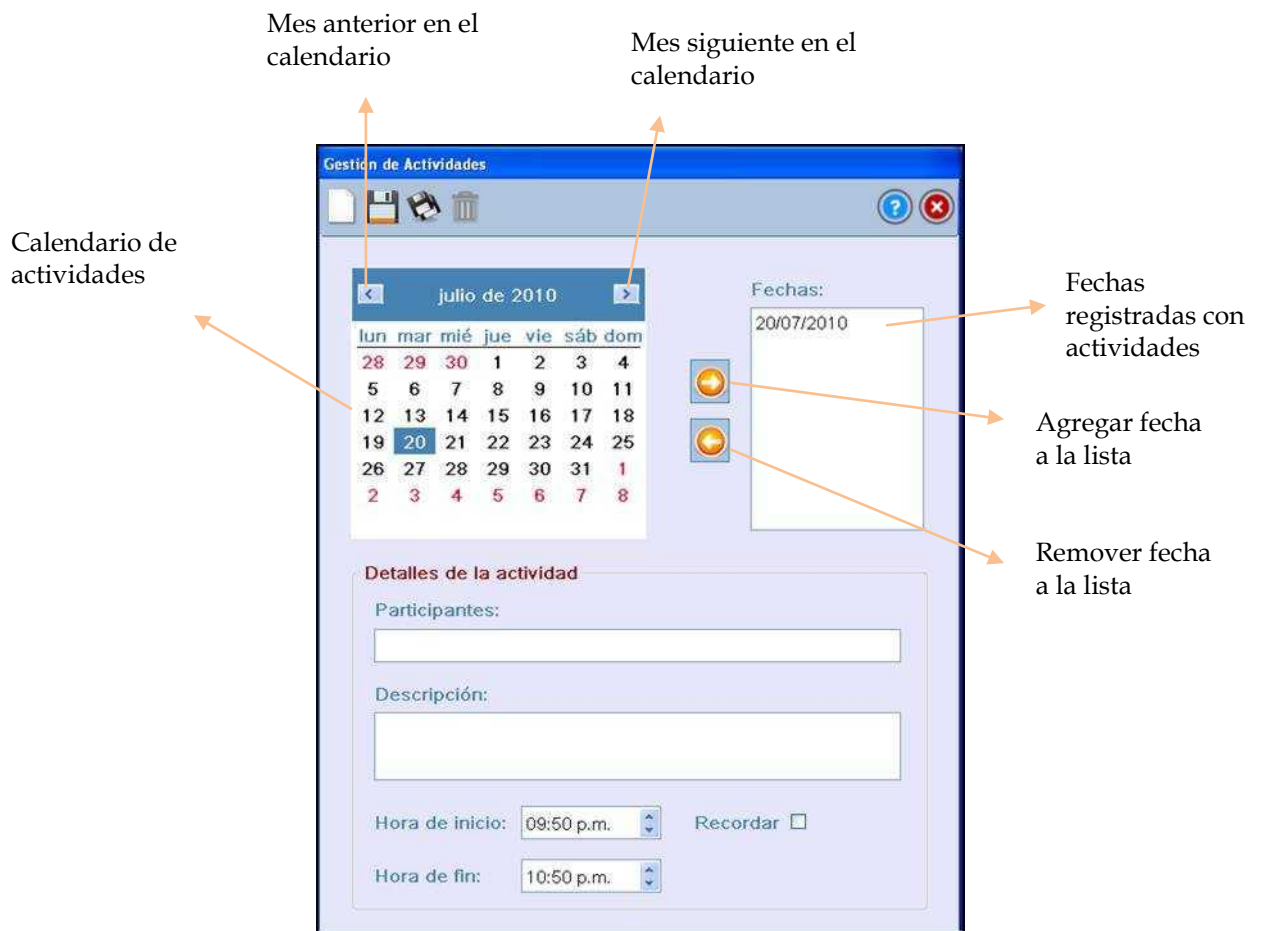 Mes anterior en el
calendario
Mes siguiente en el
calendario
Gestión de Actividades
Calendario de
actividades
julio de 2010
lun mar mié jue vie sáb dom
28 29 30 1 2 3 4
5 6 7 8 9 10 11
12 13 14 15 16 17 18
19 20 21 22 23 24 25
26 27 28 29 30 31 1
2 3 4 5 6 7 8
Fechas:
20/07/2010
Fechas
registradas con
actividades
Agregar fecha
a la lista
Remover fecha
a la lista
Detalles de la actividad
Participantes:
Descripción:
Hora de inicio: 09:50 p.m. Recordar
Hora de fin: 10:50 p.m.